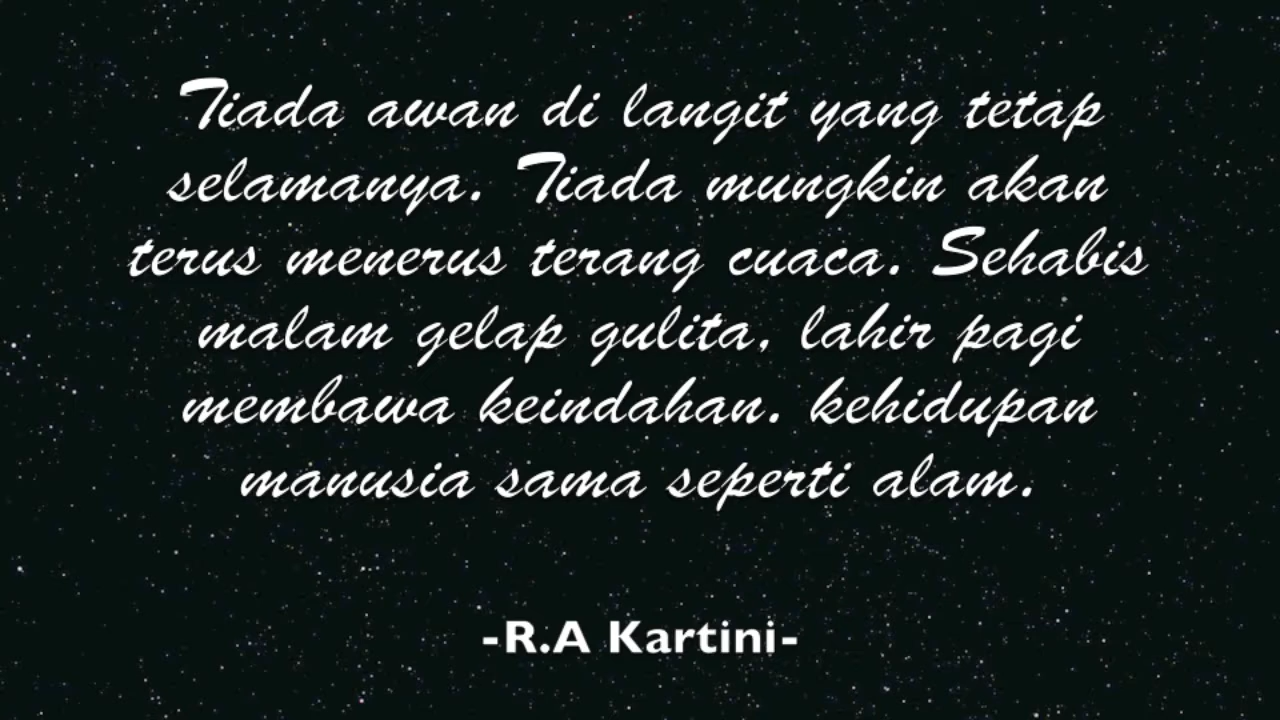 Tiada awan di langit yang tetap
selamanya. Tiada mungkin akan
terus menerus terang cuaca. Sehabis
malam gelap gulita, lahir pagi
membawa keindahan. kehidupan
manusia sama seperti alam.
-R.A Kartini-